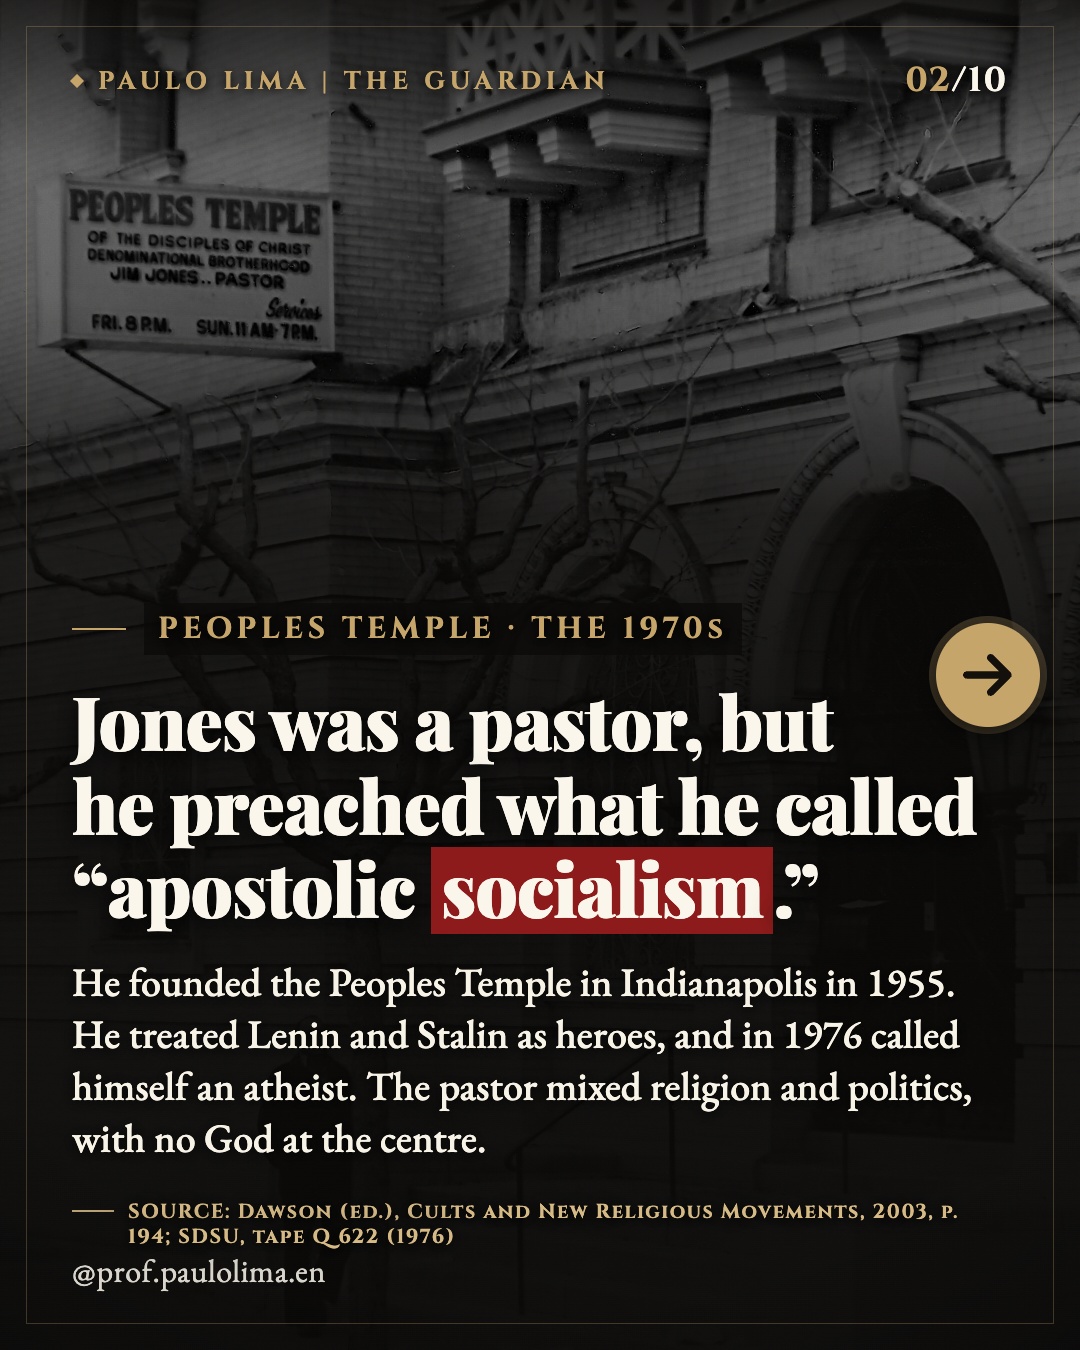 ◆ PAULO LIMA | THE GUARDIAN
02/10
PEOPLES TEMPLE
OF THE DISCIPLES OF CHRIST
DENOMINATIONAL BROTHERHOOD
JIM JONES..PASTOR
Services
FRI. 8 P.M. SUN. 11 AM-7 P.M.
PEOPLES TEMPLE · THE 1970s
Jones was a pastor, but
he preached what he called
“apostolic socialism.”
He founded the Peoples Temple in Indianapolis in 1955.
He treated Lenin and Stalin as heroes, and in 1976 called
himself an atheist. The pastor mixed religion and politics,
with no God at the centre.
SOURCE: Dawson (ed.), Cults and New Religious Movements, 2003, p.
194; SDSU, tape Q 622 (1976)
@prof.paulolima.en